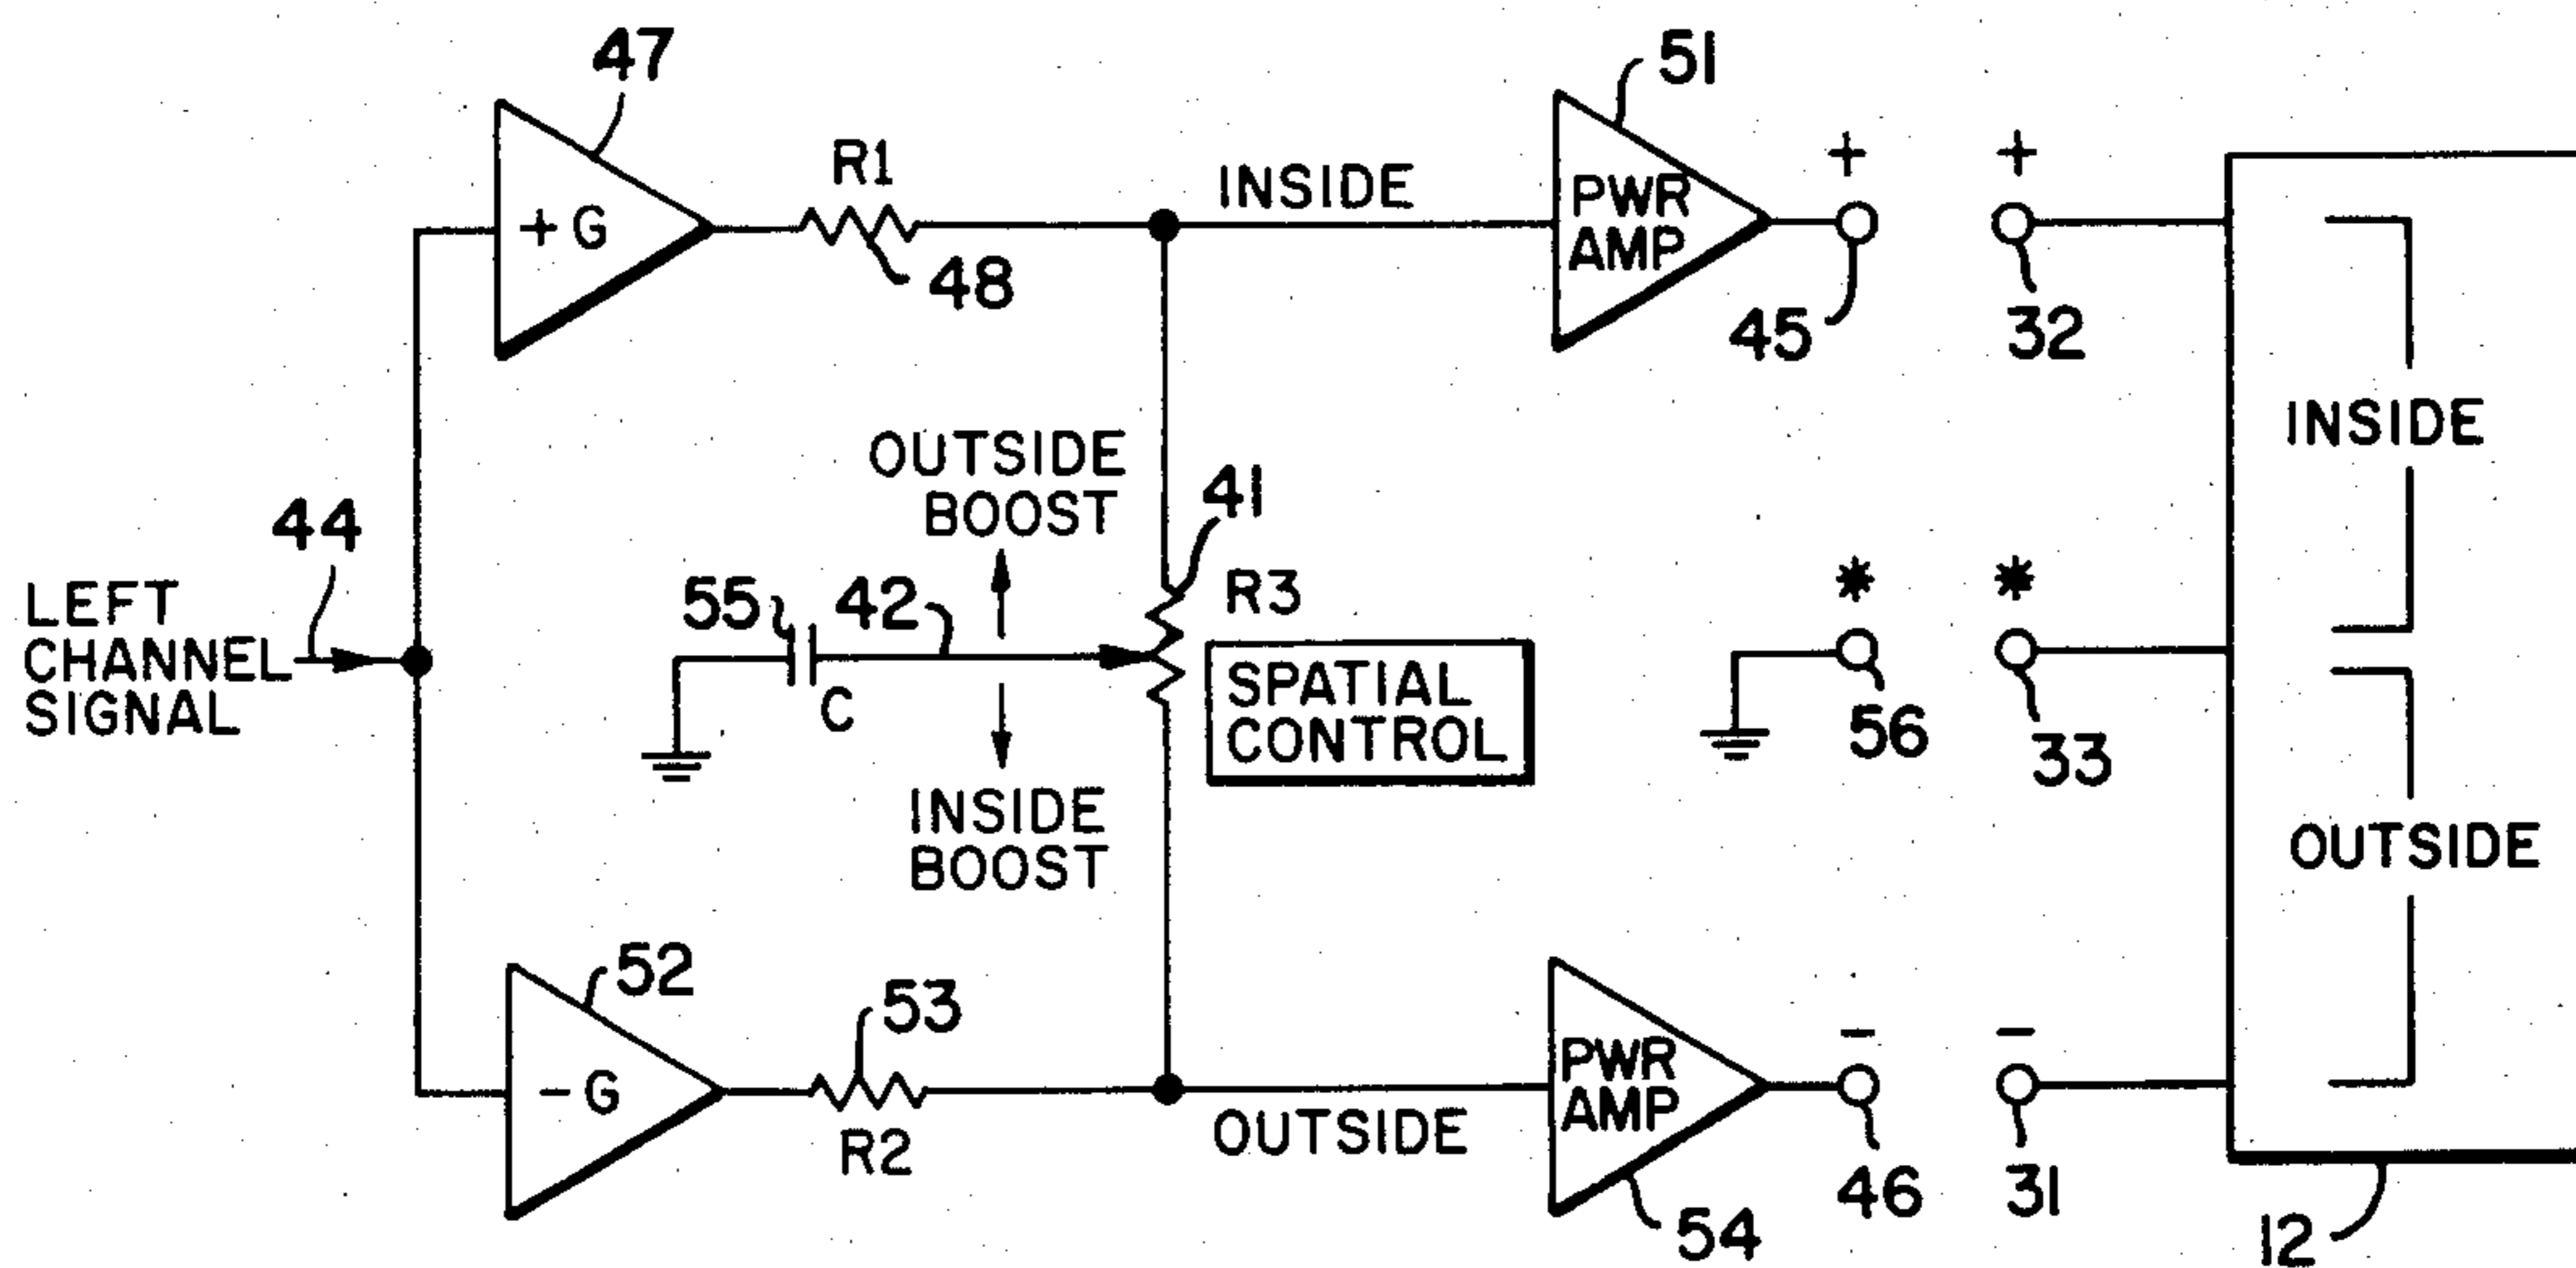 47
51
+ G
R1
48
INSIDE
PWR
AMP
+
+
45
32
INSIDE
OUTSIDE
BOOST
41
44
LEFT
CHANNEL
SIGNAL
55
42
C
R3
SPATIAL
CONTROL
*
*
56
33
INSIDE
BOOST
OUTSIDE
52
53
- G
R2
OUTSIDE
PWR
AMP
-
-
46
31
54
12